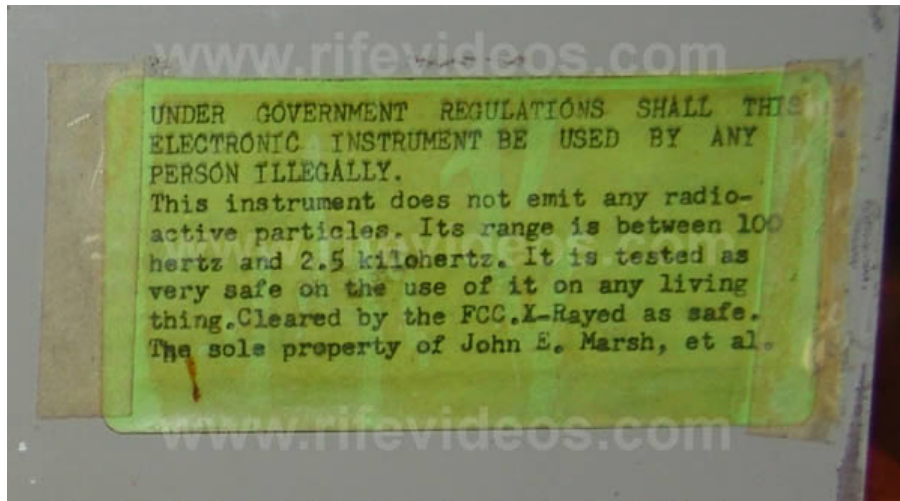 www.rifevideos.com
UNDER GOVERNMENT REGULATIONS SHALL THIS
ELECTRONIC INSTRUMENT BE USED BY ANY
PERSON ILLEGALLY.
This instrument does not emit any radio-
active particles. Its range is between 100
hertz and 2.5 kilohertz. It is tested as
very safe on the use of it on any living
thing.Cleared by the FCC.X-Rayed as safe.
The sole property of John E. Marsh, et al.
www.rifevideos.com